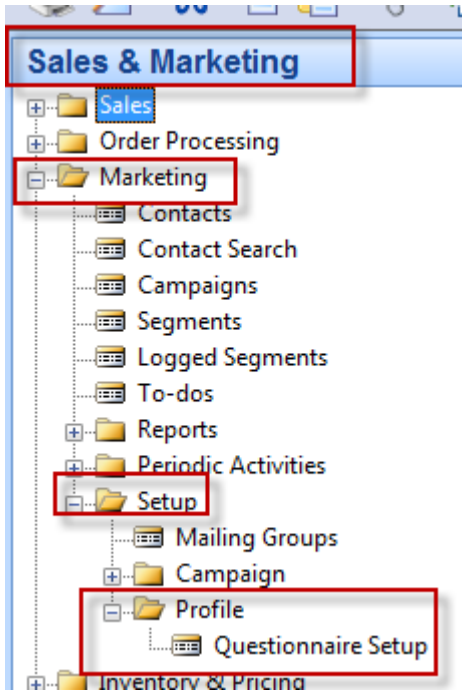 Sales & Marketing
Sales
Order Processing
Marketing
Contacts
Contact Search
Campaigns
Segments
Logged Segments
To-dos
Reports
Periodic Activities
Setup
Mailing Groups
Campaign
Profile
Questionnaire Setup
Inventory & Pricing